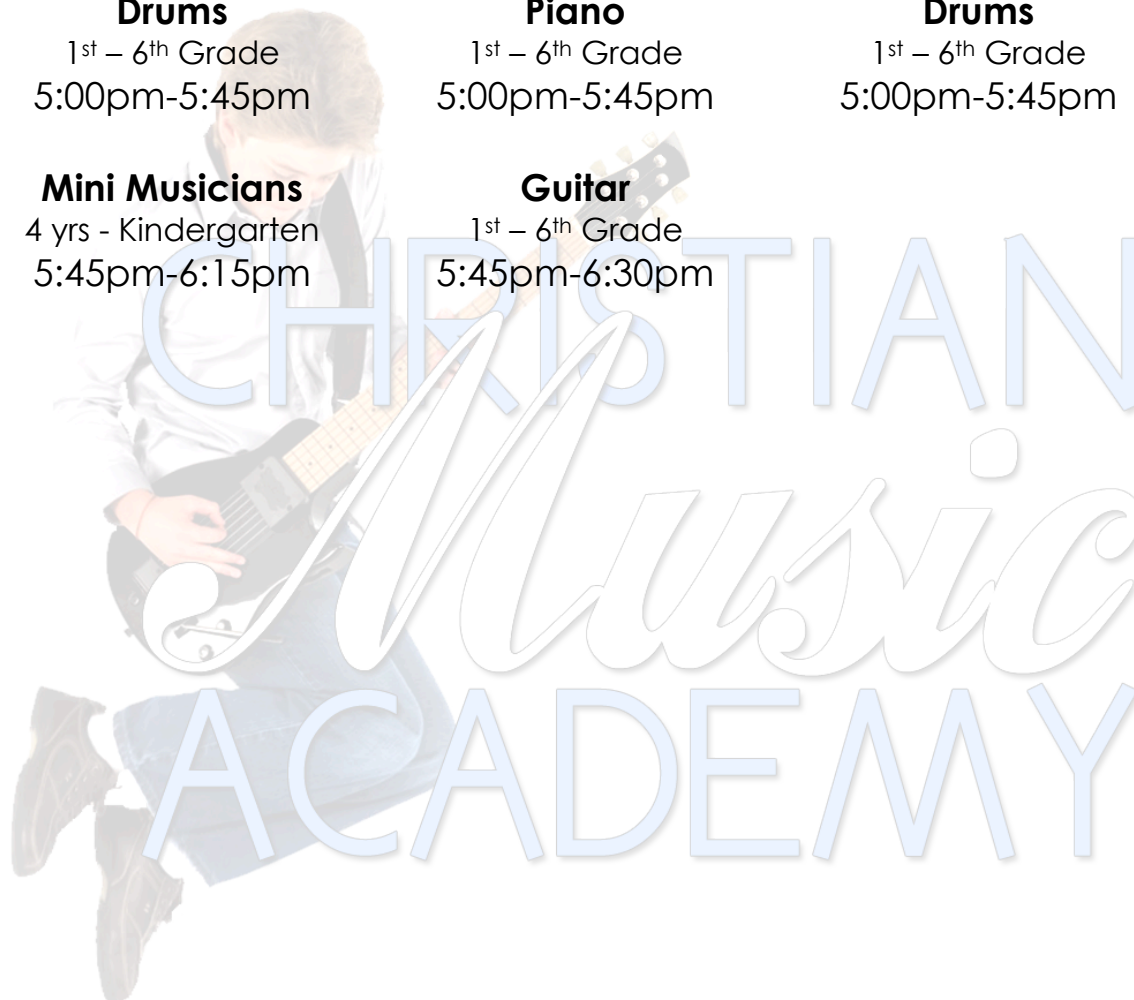 Drums
1st – 6th Grade
5:00pm-5:45pm
Mini Musicians
4 yrs - Kindergarten
5:45pm-6:15pm
Piano
1st – 6th Grade
5:00pm-5:45pm
Guitar
1st – 6th Grade
5:45pm-6:30pm
Drums
1st – 6th Grade
5:00pm-5:45pm
CHRISTIAN
Music
ACADEMY